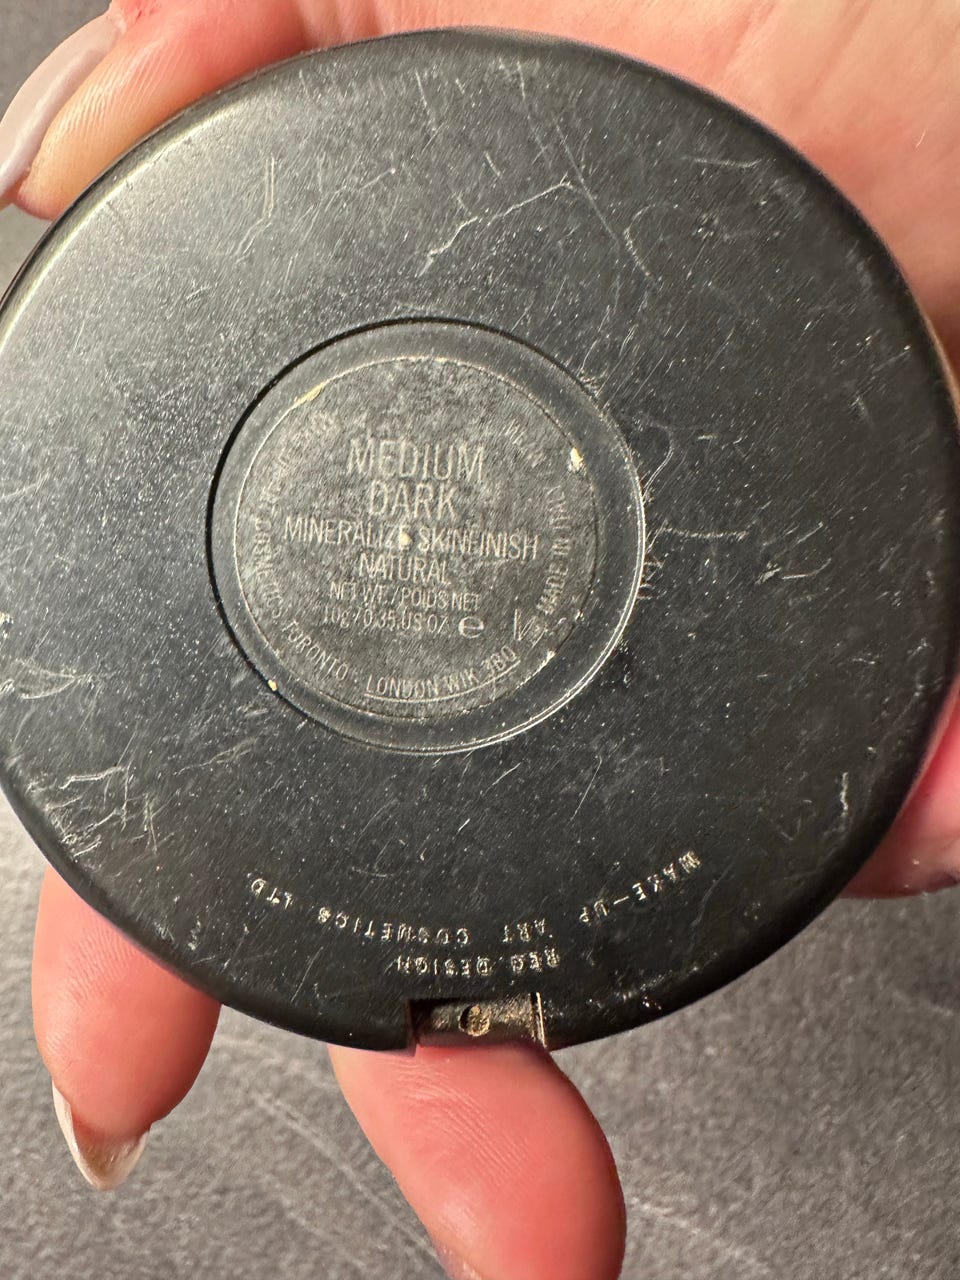 MEDIUM
DARK
MINERALIZE SKINFINISH
NATURAL
NET WT. / POIDS NET
10g / 0.35 US OZ e
COSMETICS, TORONTO · LONDON W1K 3BQ
MADE IN ITALY
MAKE-UP ART COSMETICS LTD.
REG DESIGN